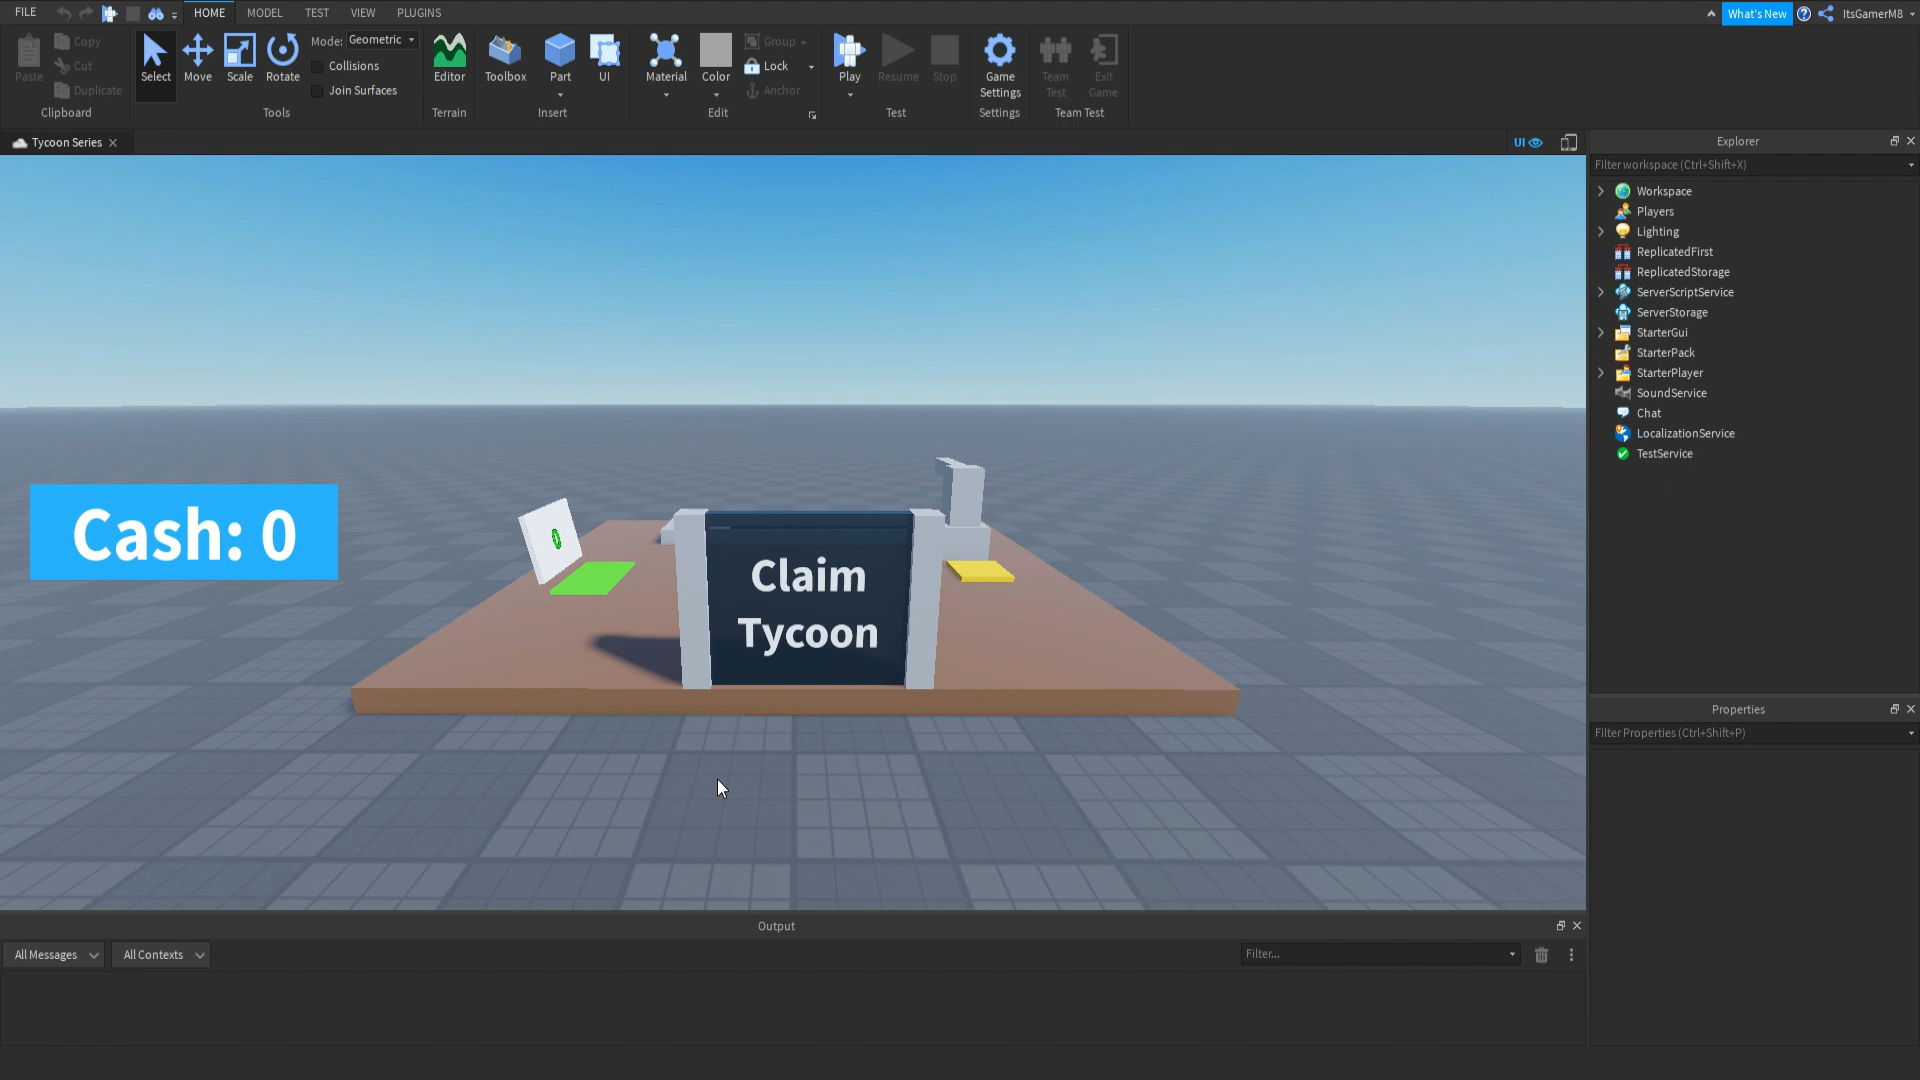 FILE
HOME
MODEL
TEST
VIEW
PLUGINS
What's New
ItsGamerM8
Paste
Copy
Cut
Duplicate
Clipboard
Select
Move
Scale
Rotate
Mode: Geometric
Collisions
Join Surfaces
Tools
Editor
Terrain
Toolbox
Part
UI
Insert
Material
Color
Group
Lock
Anchor
Edit
Play
Resume
Stop
Test
Game
Settings
Settings
Team
Test
Exit
Game
Team Test
Tycoon Series
UI
Explorer
Filter workspace (Ctrl+Shift+X)
Workspace
Players
Lighting
ReplicatedFirst
ReplicatedStorage
ServerScriptService
ServerStorage
StarterGui
StarterPack
StarterPlayer
SoundService
Chat
LocalizationService
TestService
Cash: 0
0
Claim
Tycoon
Properties
Filter Properties (Ctrl+Shift+P)
Output
All Messages
All Contexts
Filter...